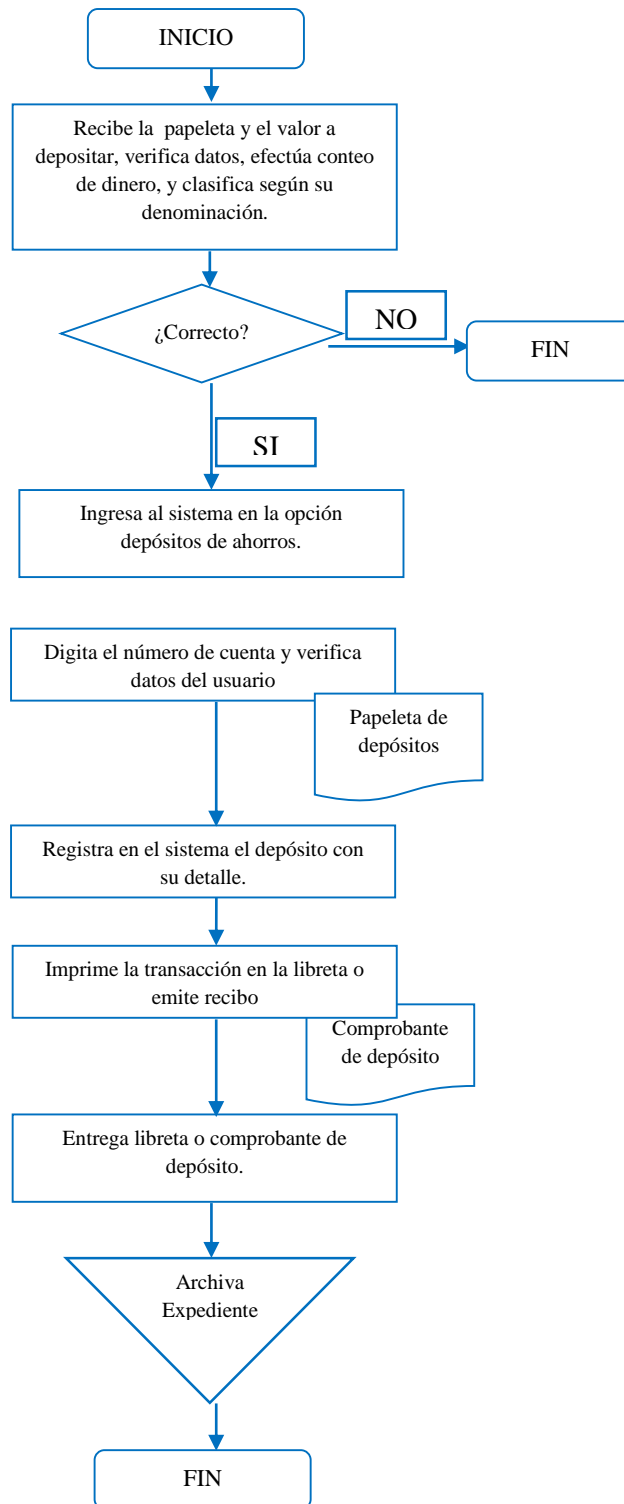 INICIO
Recibe la papeleta y el valor a
depositar, verifica datos, efectúa conteo
de dinero, y clasifica según su
denominación.
¿Correcto?
NO
FIN
SI
Ingresa al sistema en la opción
depósitos de ahorros.
Digita el número de cuenta y verifica
datos del usuario
Papeleta de
depósitos
Registra en el sistema el depósito con
su detalle.
Imprime la transacción en la libreta o
emite recibo
Comprobante
de depósito
Entrega libreta o comprobante de
depósito.
Archiva
Expediente
FIN